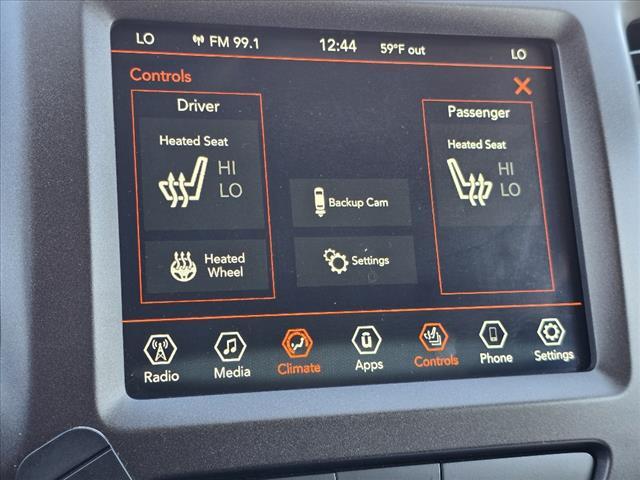 LO FM 99.1 12:44 59°F out LO
Controls
Driver
Heated Seat
HI
LO
Heated
Wheel
Backup Cam
Settings
Passenger
Heated Seat
HI
LO
Radio Media Climate Apps Controls Phone Settings